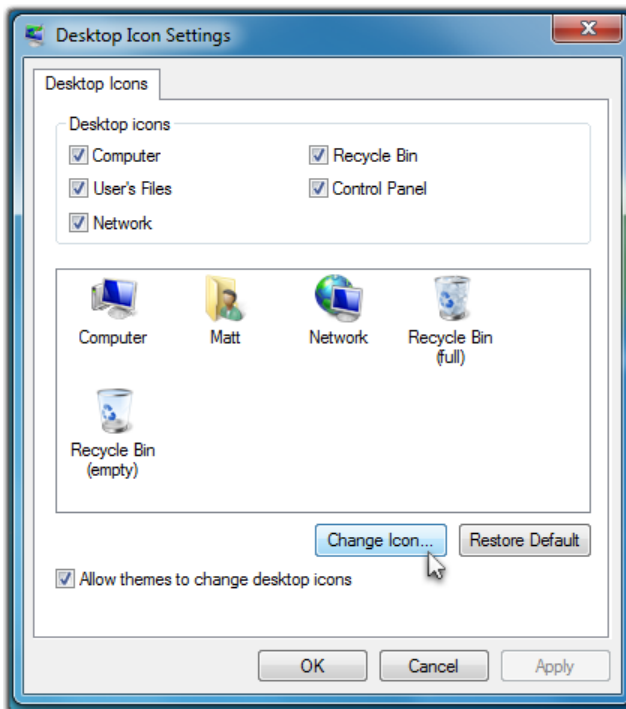 Desktop Icon Settings
Desktop Icons
Desktop icons
Computer
Recycle Bin
User's Files
Control Panel
Network
Computer
Matt
Network
Recycle Bin
(full)
Recycle Bin
(empty)
Change Icon...
Restore Default
Allow themes to change desktop icons
OK
Cancel
Apply